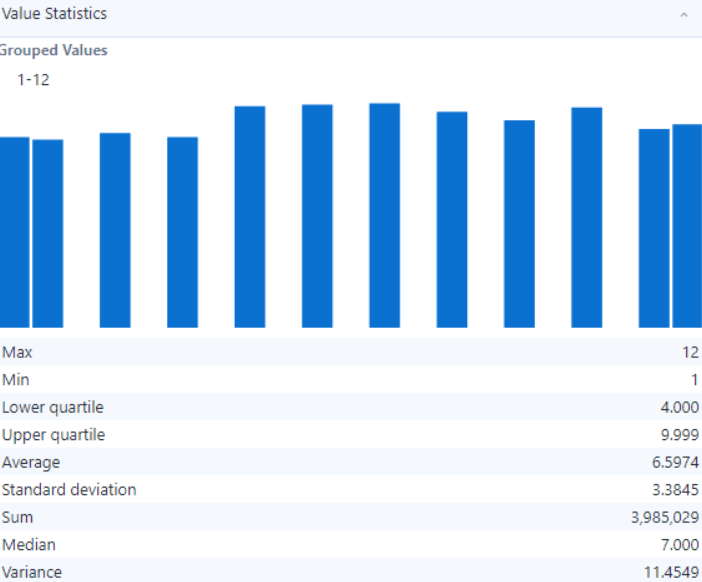 Value Statistics
Grouped Values
1-12
Max 12
Min 1
Lower quartile 4.000
Upper quartile 9.999
Average 6.5974
Standard deviation 3.3845
Sum 3,985,029
Median 7.000
Variance 11.4549